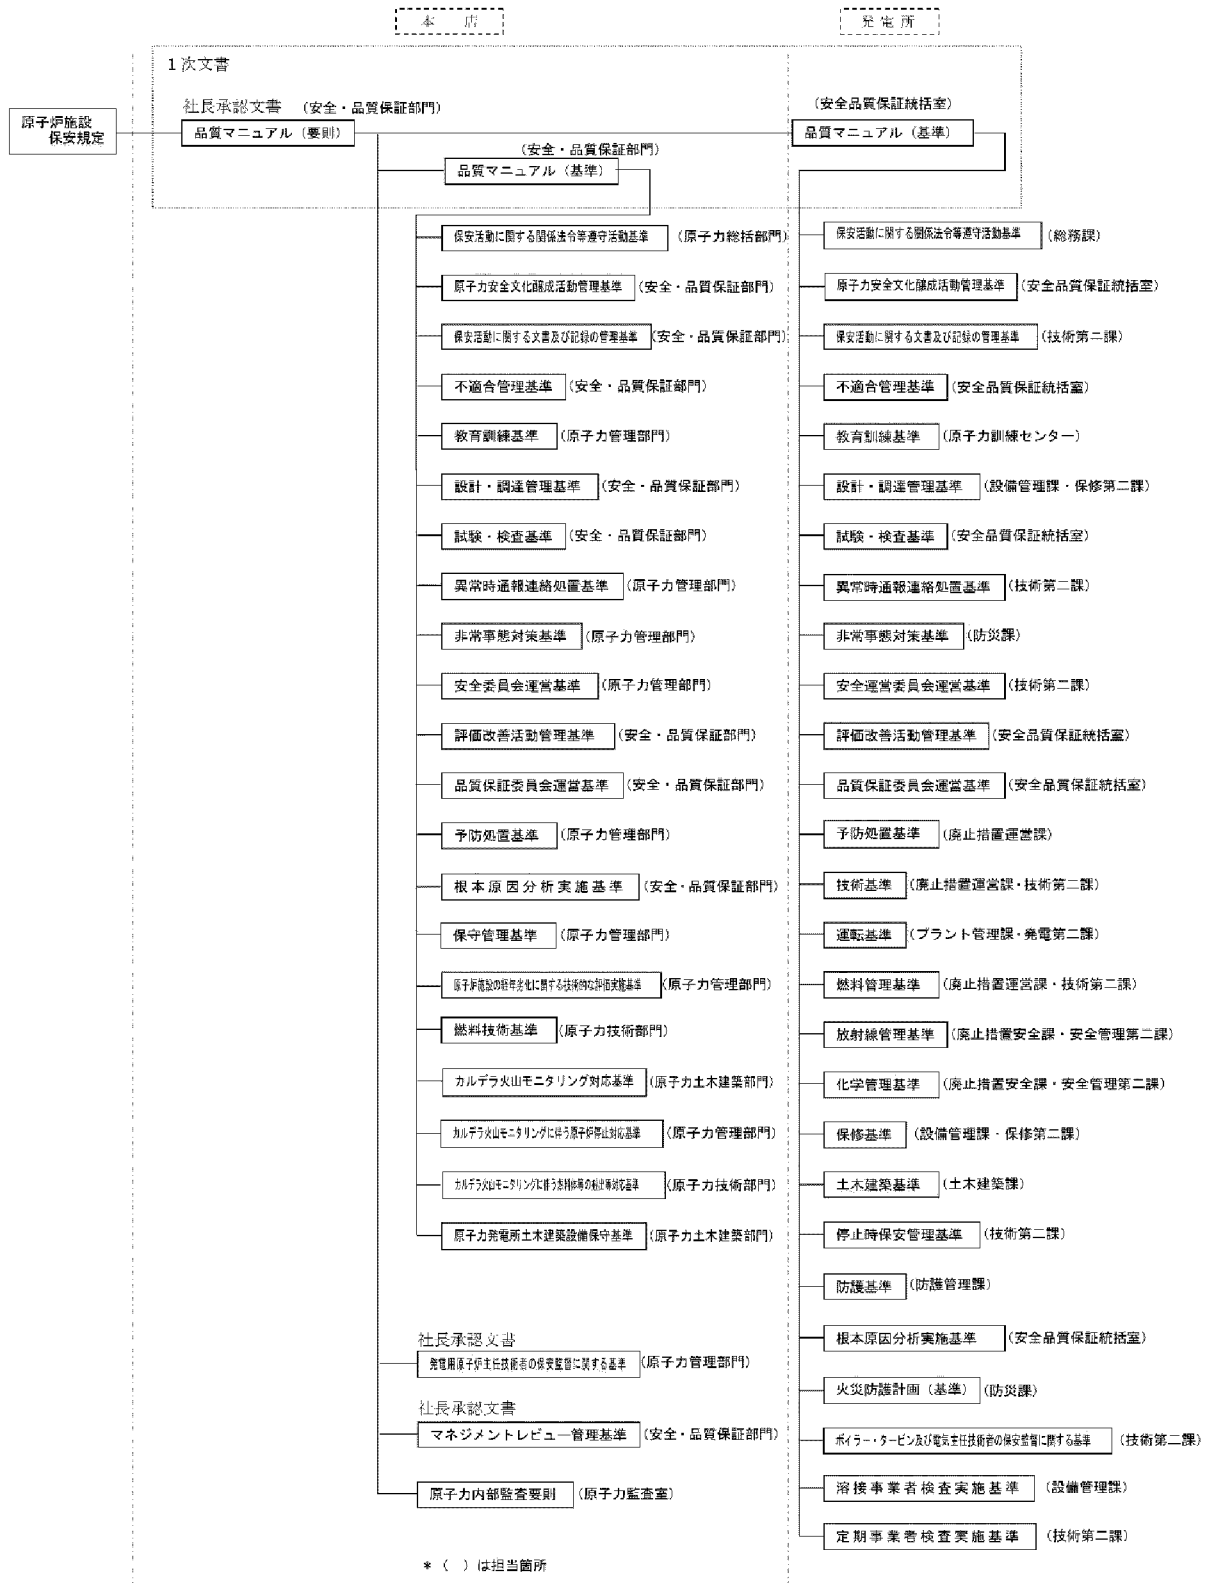 本店
発電所
1次文書
社長承認文書 (安全・品質保証部門)
(安全品質保証統括室)
原子炉施設
保安規定
品質マニュアル(要則)
品質マニュアル(基準)
(安全・品質保証部門)
品質マニュアル(基準)
保安活動に関する関係法令等遵守活動基準 (原子力総括部門)
原子力安全文化醸成活動管理基準 (安全・品質保証部門)
保安活動に関する文書及び記録の管理基準 (安全・品質保証部門)
不適合管理基準 (安全・品質保証部門)
教育訓練基準 (原子力管理部門)
設計・調達管理基準 (安全・品質保証部門)
試験・検査基準 (安全・品質保証部門)
異常時通報連絡処置基準 (原子力管理部門)
非常事態対策基準 (原子力管理部門)
安全委員会運営基準 (原子力管理部門)
評価改善活動管理基準 (安全・品質保証部門)
品質保証委員会運営基準 (安全・品質保証部門)
予防処置基準 (原子力管理部門)
根本原因分析実施基準 (安全・品質保証部門)
保守管理基準 (原子力管理部門)
原子炉施設の経年劣化に関する技術的な評価実施基準 (原子力管理部門)
燃料技術基準 (原子力技術部門)
カルデラ火山モニタリング対応基準 (原子力土木建築部門)
カルデラ火山モニタリングに伴う原子炉停止対応基準 (原子力管理部門)
カルデラ火山モニタリングに伴う燃料体等の搬出等対応基準 (原子力技術部門)
原子力発電所土木建築設備保守基準 (原子力土木建築部門)
社長承認文書
発電用原子炉主任技術者の保安監督に関する基準 (原子力管理部門)
社長承認文書
マネジメントレビュー管理基準 (安全・品質保証部門)
原子力内部監査要則 (原子力監査室)
* ( )は担当箇所
保安活動に関する関係法令等遵守活動基準 (総務課)
原子力安全文化醸成活動管理基準 (安全品質保証統括室)
保安活動に関する文書及び記録の管理基準 (技術第二課)
不適合管理基準 (安全品質保証統括室)
教育訓練基準 (原子力訓練センター)
設計・調達管理基準 (設備管理課・保修第二課)
試験・検査基準 (安全品質保証統括室)
異常時通報連絡処置基準 (技術第二課)
非常事態対策基準 (防災課)
安全運営委員会運営基準 (技術第二課)
評価改善活動管理基準 (安全品質保証統括室)
品質保証委員会運営基準 (安全品質保証統括室)
予防処置基準 (廃止措置運営課)
技術基準 (廃止措置運営課・技術第二課)
運転基準 (プラント管理課・発電第二課)
燃料管理基準 (廃止措置運営課・技術第二課)
放射線管理基準 (廃止措置安全課・安全管理第二課)
化学管理基準 (廃止措置安全課・安全管理第二課)
保修基準 (設備管理課・保修第二課)
土木建築基準 (土木建築課)
停止時保安管理基準 (技術第二課)
防護基準 (防護管理課)
根本原因分析実施基準 (安全品質保証統括室)
火災防護計画(基準) (防災課)
ボイラー・タービン及び電気主任技術者の保安監督に関する基準 (技術第二課)
溶接事業者検査実施基準 (設備管理課)
定期事業者検査実施基準 (技術第二課)